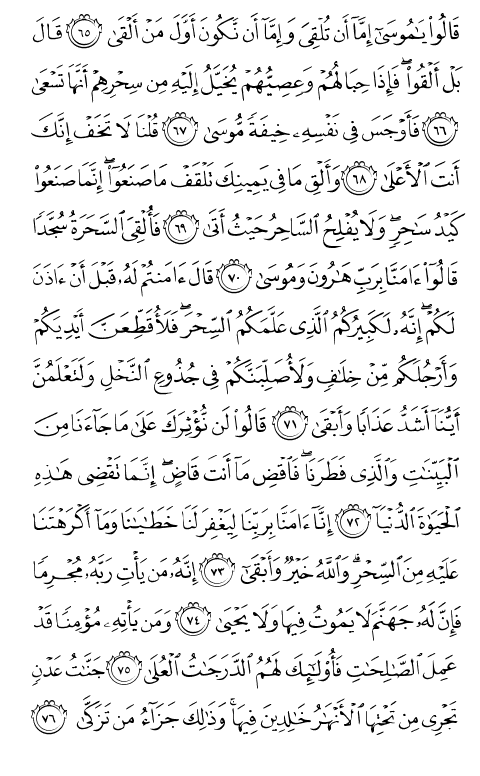 قَالُوا۟ يَـٰمُوسَىٰٓ إِمَّآ أَن تُلْقِىَ وَإِمَّآ أَن نَّكُونَ أَوَّلَ مَنْ أَلْقَىٰ ٦٥ قَالَ
بَلْ أَلْقُوا۟ ۖ فَإِذَا حِبَالُهُمْ وَعِصِيُّهُمْ يُخَيَّلُ إِلَيْهِ مِن سِحْرِهِمْ أَنَّهَا تَسْعَىٰ
٦٦ فَأَوْجَسَ فِى نَفْسِهِۦ خِيفَةً مُّوسَىٰ ٦٧ قُلْنَا لَا تَخَفْ إِنَّكَ
أَنتَ ٱلْأَعْلَىٰ ٦٨ وَأَلْقِ مَا فِى يَمِينِكَ تَلْقَفْ مَا صَنَعُوٓا۟ ۖ إِنَّمَا صَنَعُوا۟
كَيْدُ سَـٰحِرٍ ۖ وَلَا يُفْلِحُ ٱلسَّاحِرُ حَيْثُ أَتَىٰ ٦٩ فَأُلْقِىَ ٱلسَّحَرَةُ سُجَّدًا
قَالُوٓا۟ ءَامَنَّا بِرَبِّ هَـٰرُونَ وَمُوسَىٰ ٧٠ قَالَ ءَامَنتُمْ لَهُۥ قَبْلَ أَنْ ءَاذَنَ
لَكُمْ ۖ إِنَّهُۥ لَكَبِيرُكُمُ ٱلَّذِى عَلَّمَكُمُ ٱلسِّحْرَ ۖ فَلَأُقَطِّعَنَّ أَيْدِيَكُمْ
وَأَرْجُلَكُم مِّنْ خِلَـٰفٍ وَلَأُصَلِّبَنَّكُمْ فِى جُذُوعِ ٱلنَّخْلِ وَلَتَعْلَمُنَّ
أَيُّنَآ أَشَدُّ عَذَابًا وَأَبْقَىٰ ٧١ قَالُوا۟ لَن نُّؤْثِرَكَ عَلَىٰ مَا جَآءَنَا مِنَ
ٱلْبَيِّنَـٰتِ وَٱلَّذِى فَطَرَنَا ۖ فَٱقْضِ مَآ أَنتَ قَاضٍ ۖ إِنَّمَا تَقْضِى هَـٰذِهِ
ٱلْحَيَوٰةَ ٱلدُّنْيَآ ٧٢ إِنَّآ ءَامَنَّا بِرَبِّنَا لِيَغْفِرَ لَنَا خَطَـٰيَـٰنَا وَمَآ أَكْرَهْتَنَا
عَلَيْهِ مِنَ ٱلسِّحْرِ ۗ وَٱللَّهُ خَيْرٌ وَأَبْقَىٰٓ ٧٣ إِنَّهُۥ مَن يَأْتِ رَبَّهُۥ مُجْرِمًا
فَإِنَّ لَهُۥ جَهَنَّمَ لَا يَمُوتُ فِيهَا وَلَا يَحْيَىٰ ٧٤ وَمَن يَأْتِهِۦ مُؤْمِنًا قَدْ
عَمِلَ ٱلصَّـٰلِحَـٰتِ فَأُو۟لَـٰٓئِكَ لَهُمُ ٱلدَّرَجَـٰتُ ٱلْعُلَىٰ ٧٥ جَنَّـٰتُ عَدْنٍ
تَجْرِى مِن تَحْتِهَا ٱلْأَنْهَـٰرُ خَـٰلِدِينَ فِيهَا ۚ وَذَٰلِكَ جَزَآءُ مَن تَزَكَّىٰ ٧٦